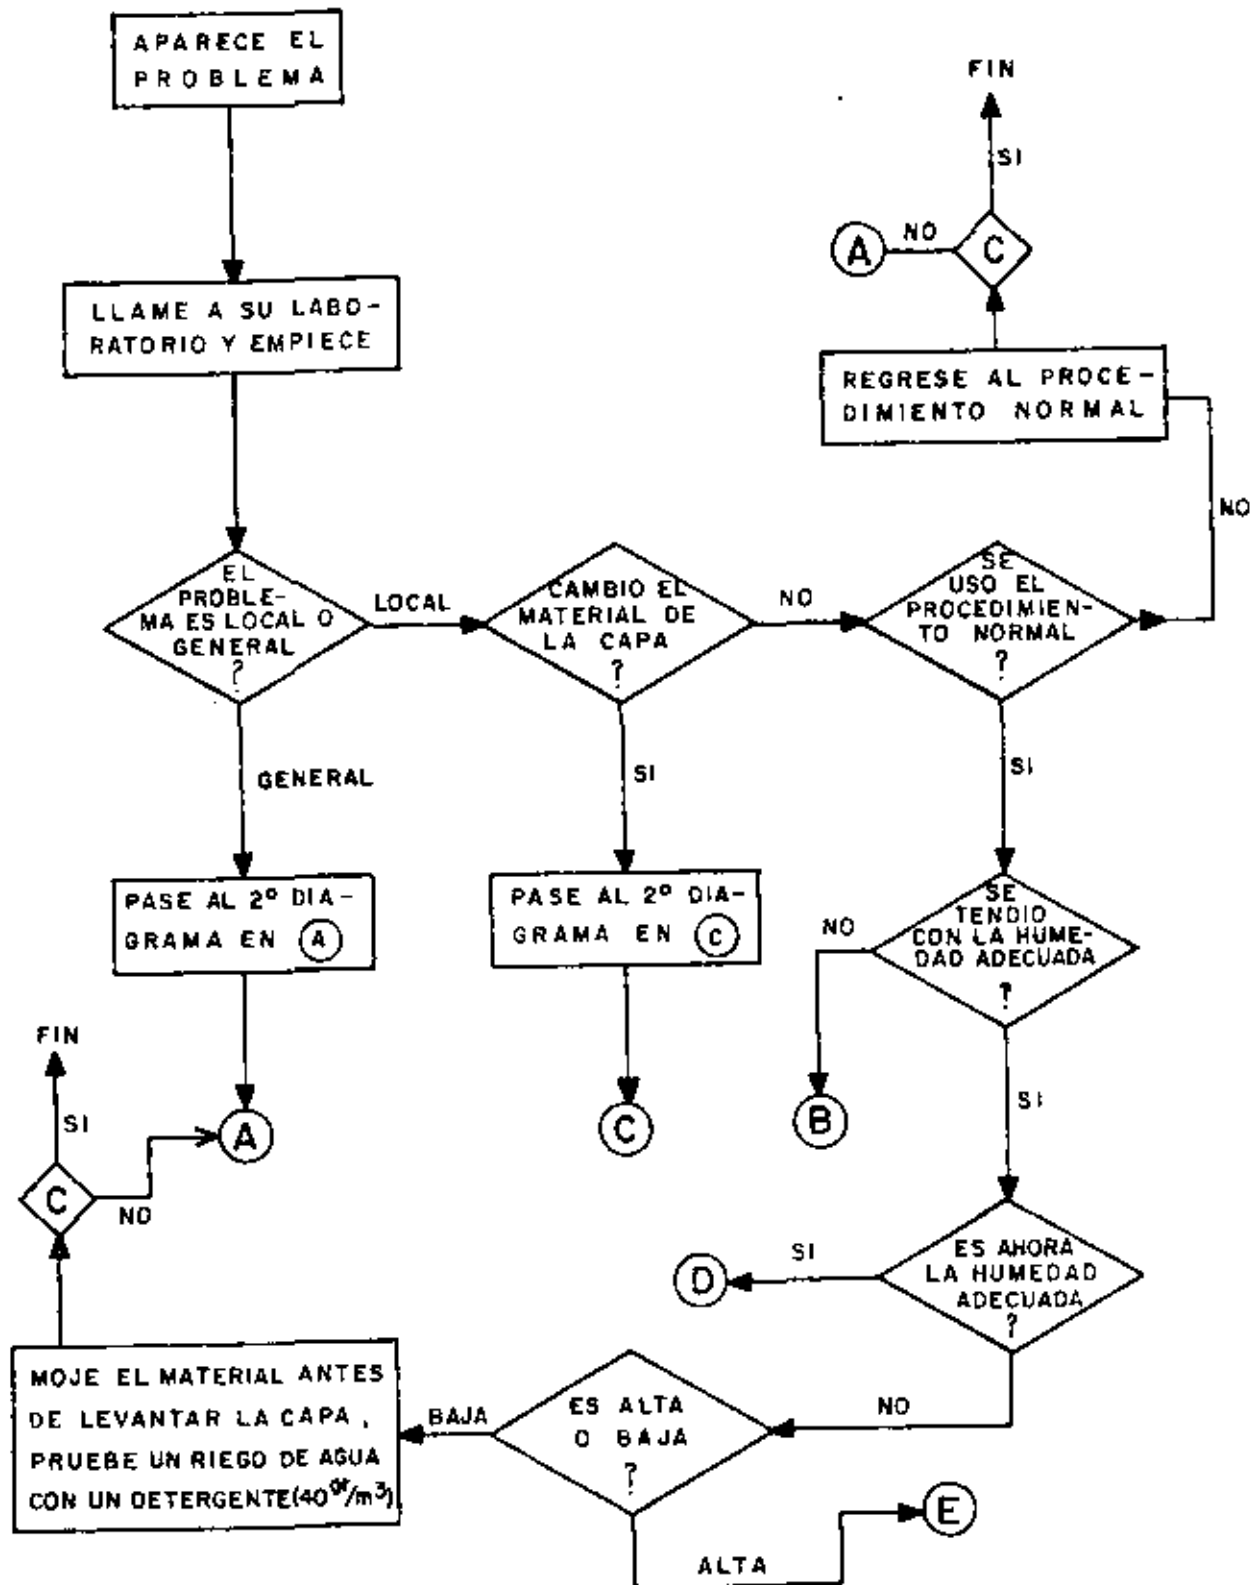 APARECE EL
PROBLEMA
LLAME A SU LABO-
RATORIO Y EMPIECE
EL
PROBLE-
MA ES LOCAL O
GENERAL
?
LOCAL
CAMBIO EL
MATERIAL DE
LA CAPA
?
NO
SE
USO EL
PROCEDIMIEN-
TO NORMAL
?
NO
REGRESE AL PROCE-
DIMIENTO NORMAL
C
NO
A
SI
FIN
GENERAL
PASE AL 2º DIA-
GRAMA EN A
A
SI
PASE AL 2º DIA-
GRAMA EN C
C
SI
SE
TENDIO
CON LA HUME-
DAD ADECUADA
?
NO
B
SI
ES AHORA
LA HUMEDAD
ADECUADA
?
SI
D
NO
ES ALTA
O BAJA
?
ALTA
E
BAJA
MOJE EL MATERIAL ANTES
DE LEVANTAR LA CAPA,
PRUEBE UN RIEGO DE AGUA
CON UN DETERGENTE (40 gr/m³)
C
NO
SI
FIN